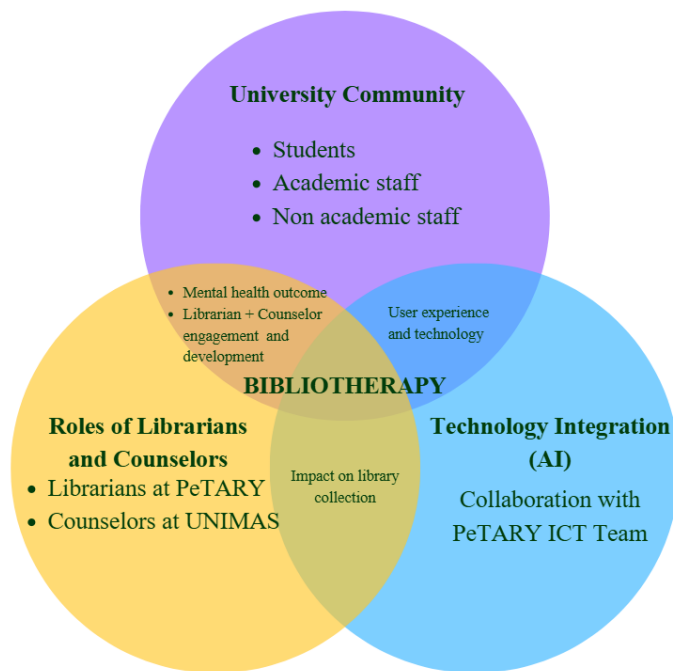 University Community
• Students
• Academic staff
• Non academic staff
• Mental health outcome
• Librarian + Counselor
engagement and
development
User experience
and technology
BIBLIOTHERAPY
Roles of Librarians
and Counselors
• Librarians at PeTARY
• Counselors at UNIMAS
Impact on library
collection
Technology Integration
(AI)
Collaboration with
PeTARY ICT Team